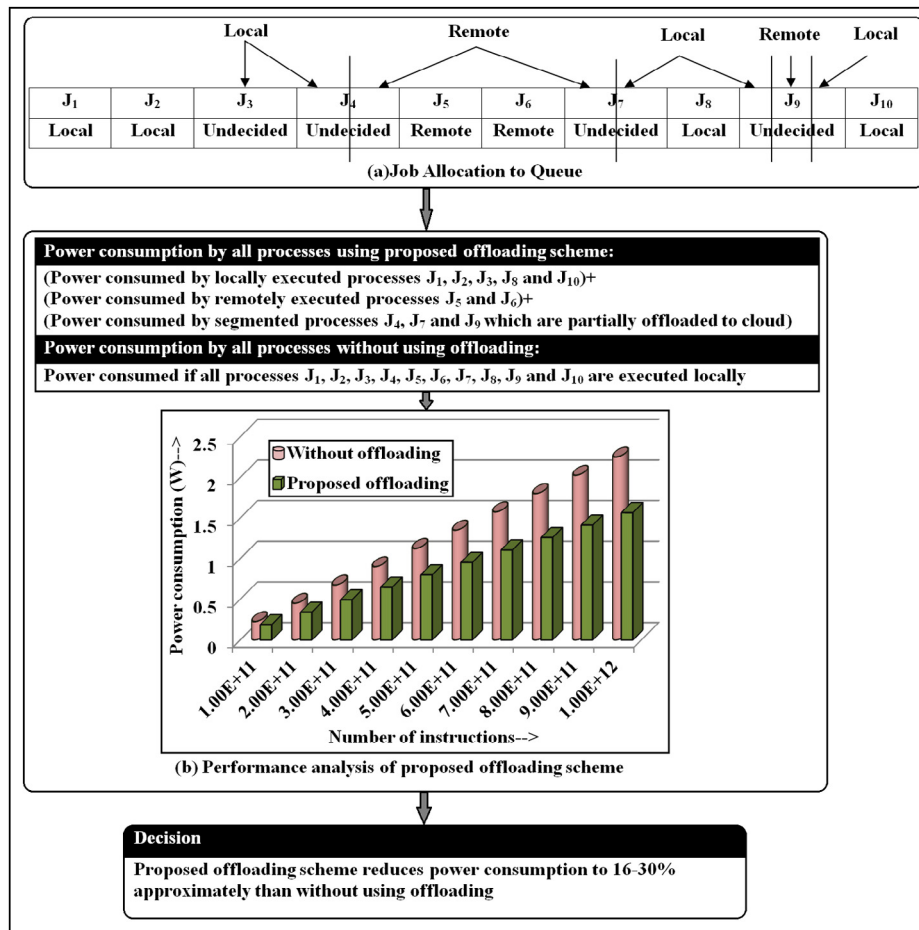 Local Remote Local Remote Local
J1 J2 J3 J4 J5 J6 J7 J8 J9 J10
Local Local Undecided Undecided Remote Remote Undecided Local Undecided Local
(a)Job Allocation to Queue
Power consumption by all processes using proposed offloading scheme:
(Power consumed by locally executed processes J1, J2, J3, J8 and J10)+
(Power consumed by remotely executed processes J5 and J6)+
(Power consumed by segmented processes J4, J7 and J9 which are partially offloaded to cloud)
Power consumption by all processes without using offloading:
Power consumed if all processes J1, J2, J3, J4, J5, J6, J7, J8, J9 and J10 are executed locally
Power consumption (W)-->
2.5
2
1.5
1
0.5
0
Without offloading
Proposed offloading
1.00E+11
2.00E+11
3.00E+11
4.00E+11
5.00E+11
6.00E+11
7.00E+11
8.00E+11
9.00E+11
1.00E+12
Number of instructions-->
(b) Performance analysis of proposed offloading scheme
Decision
Proposed offloading scheme reduces power consumption to 16-30%
approximately than without using offloading